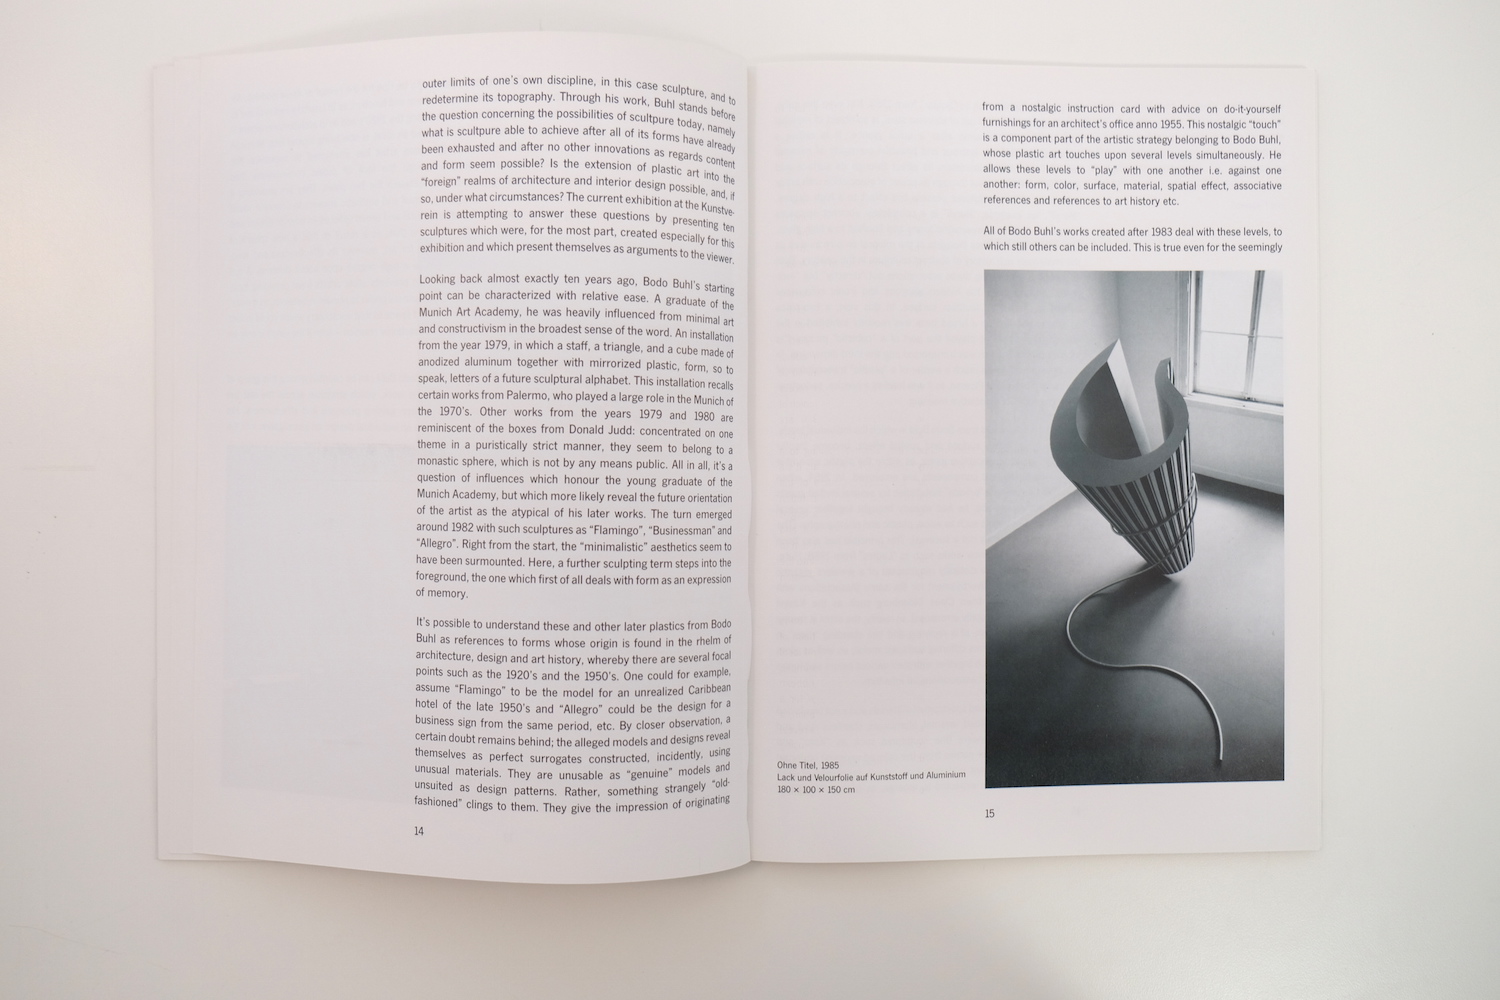 outer limits of one's own discipline, in this case sculpture, and to
redetermine its topography. Through his work, Buhl stands before
the question concerning the possibilities of scultpure today, namely
what is scultpure able to achieve after all of its forms have already
been exhausted and after no other innovations as regards content
and form seem possible? Is the extension of plastic art into the
"foreign" realms of architecture and interior design possible, and, if
so, under what circumstances? The current exhibition at the Kunstve-
rein is attempting to answer these questions by presenting ten
sculptures which were, for the most part, created especially for this
exhibition and which present themselves as arguments to the viewer.
Looking back almost exactly ten years ago, Bodo Buhl's starting
point can be characterized with relative ease. A graduate of the
Munich Art Academy, he was heavily influenced from minimal art
and constructivism in the broadest sense of the word. An installation
from the year 1979, in which a staff, a triangle, and a cube made of
anodized aluminum together with mirrorized plastic, form, so to
speak, letters of a future sculptural alphabet. This installation recalls
certain works from Palermo, who played a large role in the Munich of
the 1970's. Other works from the years 1979 and 1980 are
reminiscent of the boxes from Donald Judd: concentrated on one
theme in a puristically strict manner, they seem to belong to a
monastic sphere, which is not by any means public. All in all, it's a
question of influences which honour the young graduate of the
Munich Academy, but which more likely reveal the future orientation
of the artist as the atypical of his later works. The turn emerged
around 1982 with such sculptures as "Flamingo", "Businessman" and
"Allegro". Right from the start, the "minimalistic" aesthetics seem to
have been surmounted. Here, a further sculpting term steps into the
foreground, the one which first of all deals with form as an expression
of memory.
It's possible to understand these and other later plastics from Bodo
Buhl as references to forms whose origin is found in the rhelm of
architecture, design and art history, whereby there are several focal
points such as the 1920's and the 1950's. One could for example,
assume "Flamingo" to be the model for an unrealized Caribbean
hotel of the late 1950's and "Allegro" could be the design for a
business sign from the same period, etc. By closer observation, a
certain doubt remains behind; the alleged models and designs reveal
themselves as perfect surrogates constructed, incidently, using
unusual materials. They are unusable as "genuine" models and
unsuited as design patterns. Rather, something strangely "old-
fashioned" clings to them. They give the impression of originating
14
from a nostalgic instruction card with advice on do-it-yourself
furnishings for an architect's office anno 1955. This nostalgic "touch"
is a component part of the artistic strategy belonging to Bodo Buhl,
whose plastic art touches upon several levels simultaneously. He
allows these levels to "play" with one another i.e. against one
another: form, color, surface, material, spatial effect, associative
references and references to art history etc.
All of Bodo Buhl's works created after 1983 deal with these levels, to
which still others can be included. This is true even for the seemingly
Ohne Titel, 1985
Lack und Velourfolie auf Kunststoff und Aluminium
180 × 100 × 150 cm
15